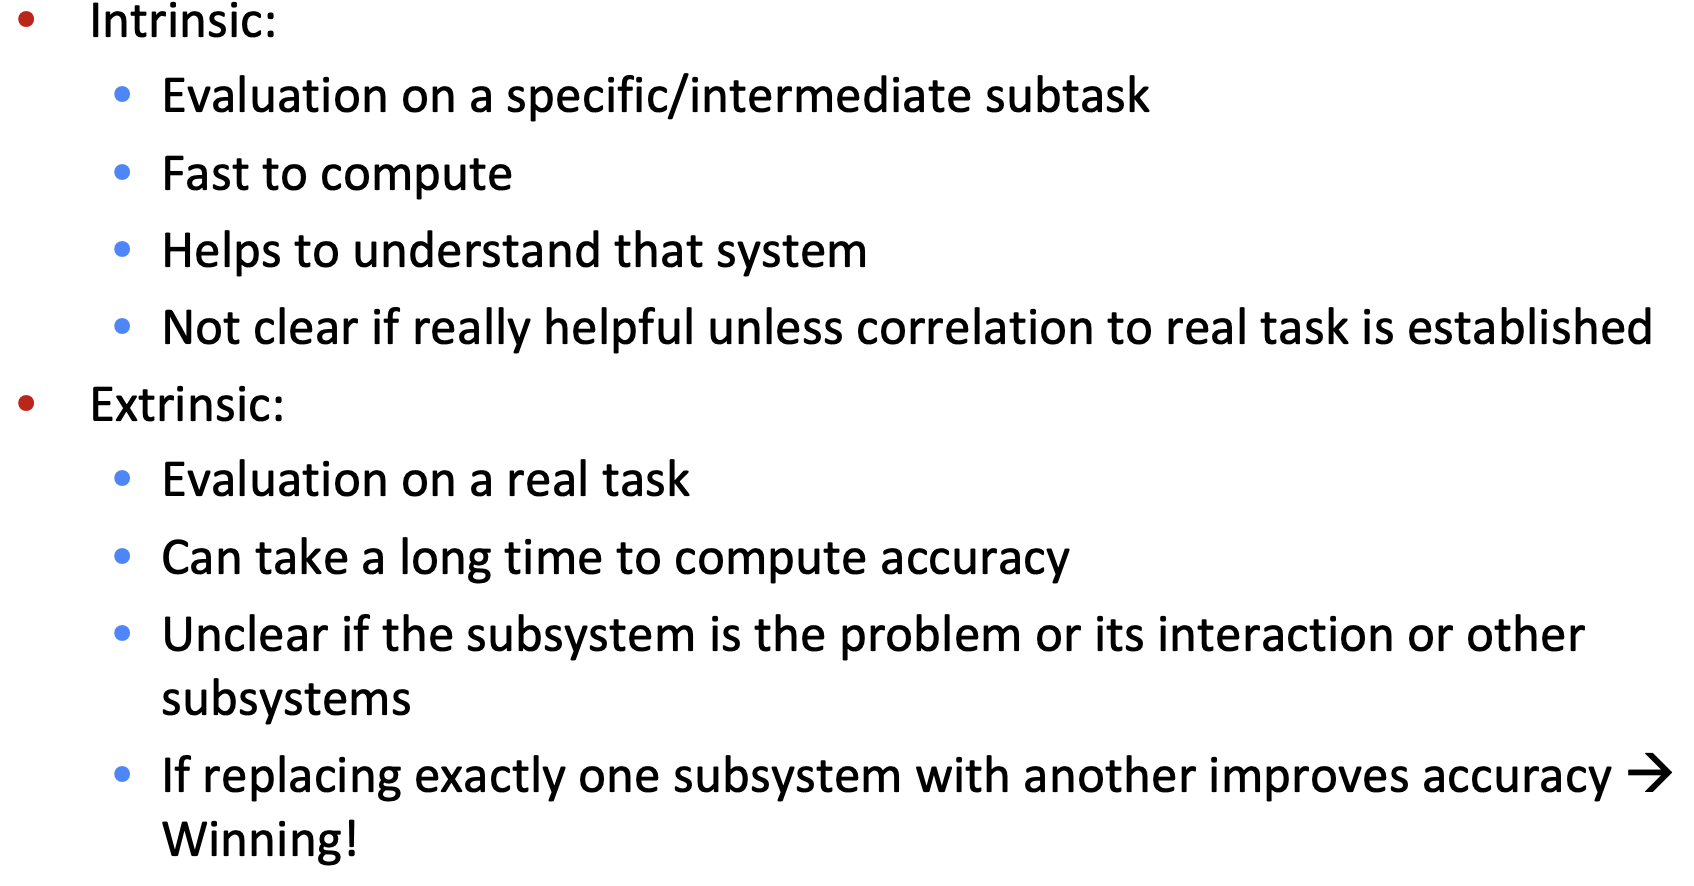 • Intrinsic:
• Evaluation on a specific/intermediate subtask
• Fast to compute
• Helps to understand that system
• Not clear if really helpful unless correlation to real task is established
• Extrinsic:
• Evaluation on a real task
• Can take a long time to compute accuracy
• Unclear if the subsystem is the problem or its interaction or other
subsystems
• If replacing exactly one subsystem with another improves accuracy →
Winning!